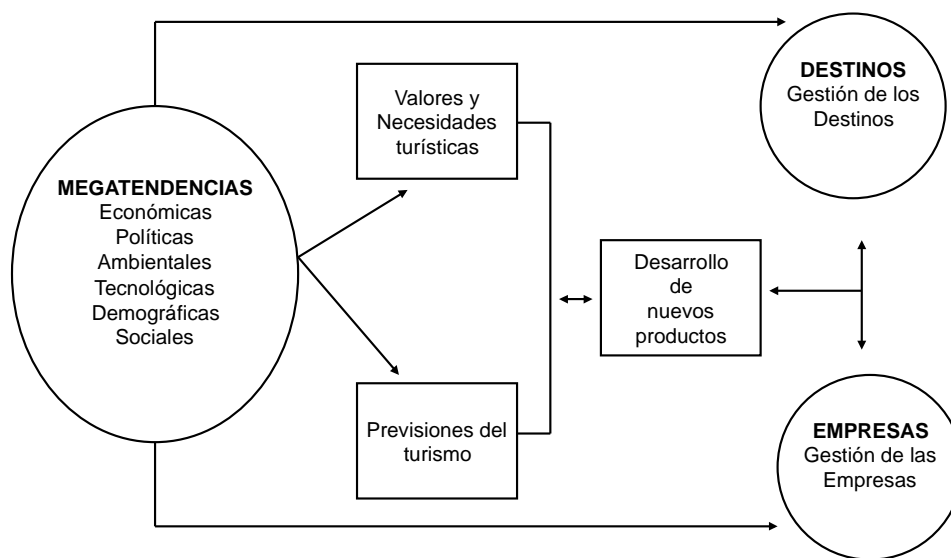 MEGATENDENCIAS
Económicas
Políticas
Ambientales
Tecnológicas
Demográficas
Sociales
Valores y
Necesidades
turísticas
Previsiones del
turismo
Desarrollo
de
nuevos
productos
DESTINOS
Gestión de los
Destinos
EMPRESAS
Gestión de las
Empresas